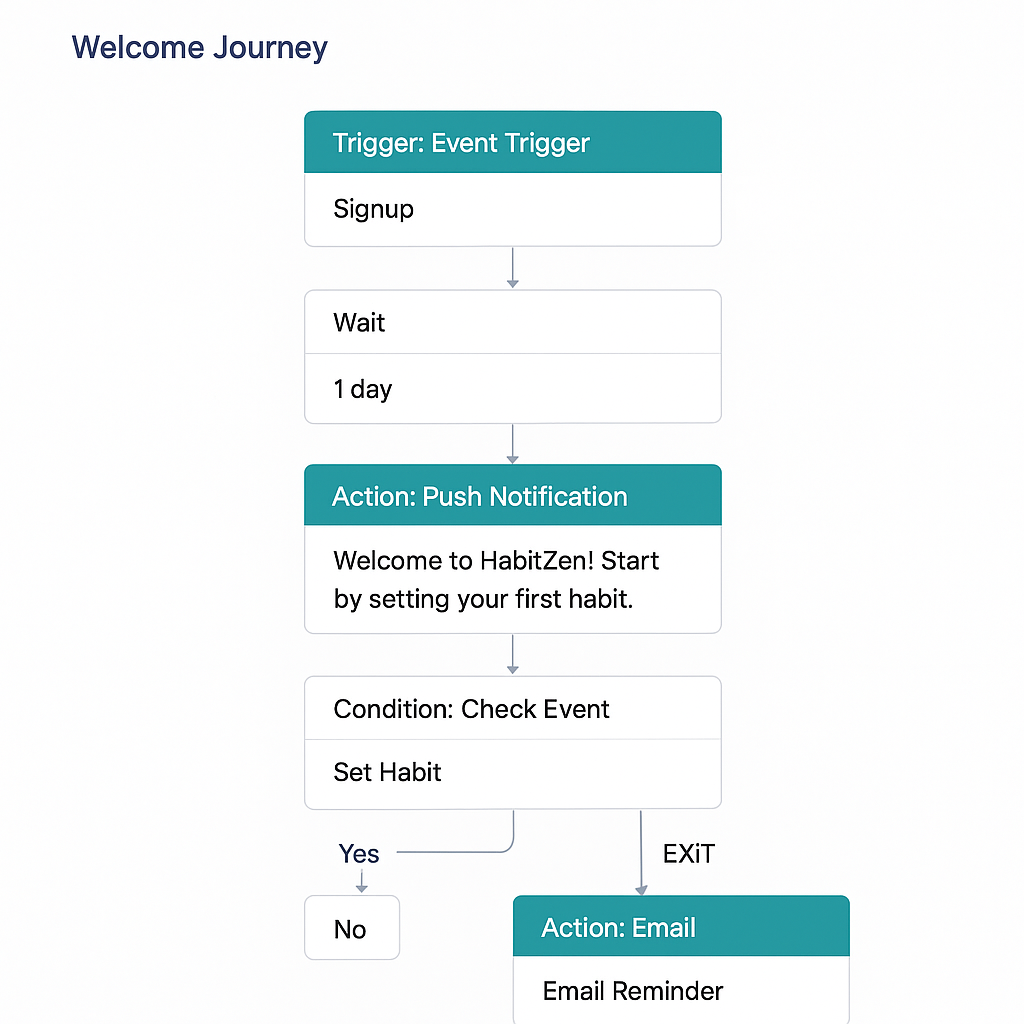 Welcome Journey
Trigger: Event Trigger
Signup
Wait
1 day
Action: Push Notification
Welcome to HabitZen! Start
by setting your first habit.
Condition: Check Event
Set Habit
Yes
EXiT
No
Action: Email
Email Reminder